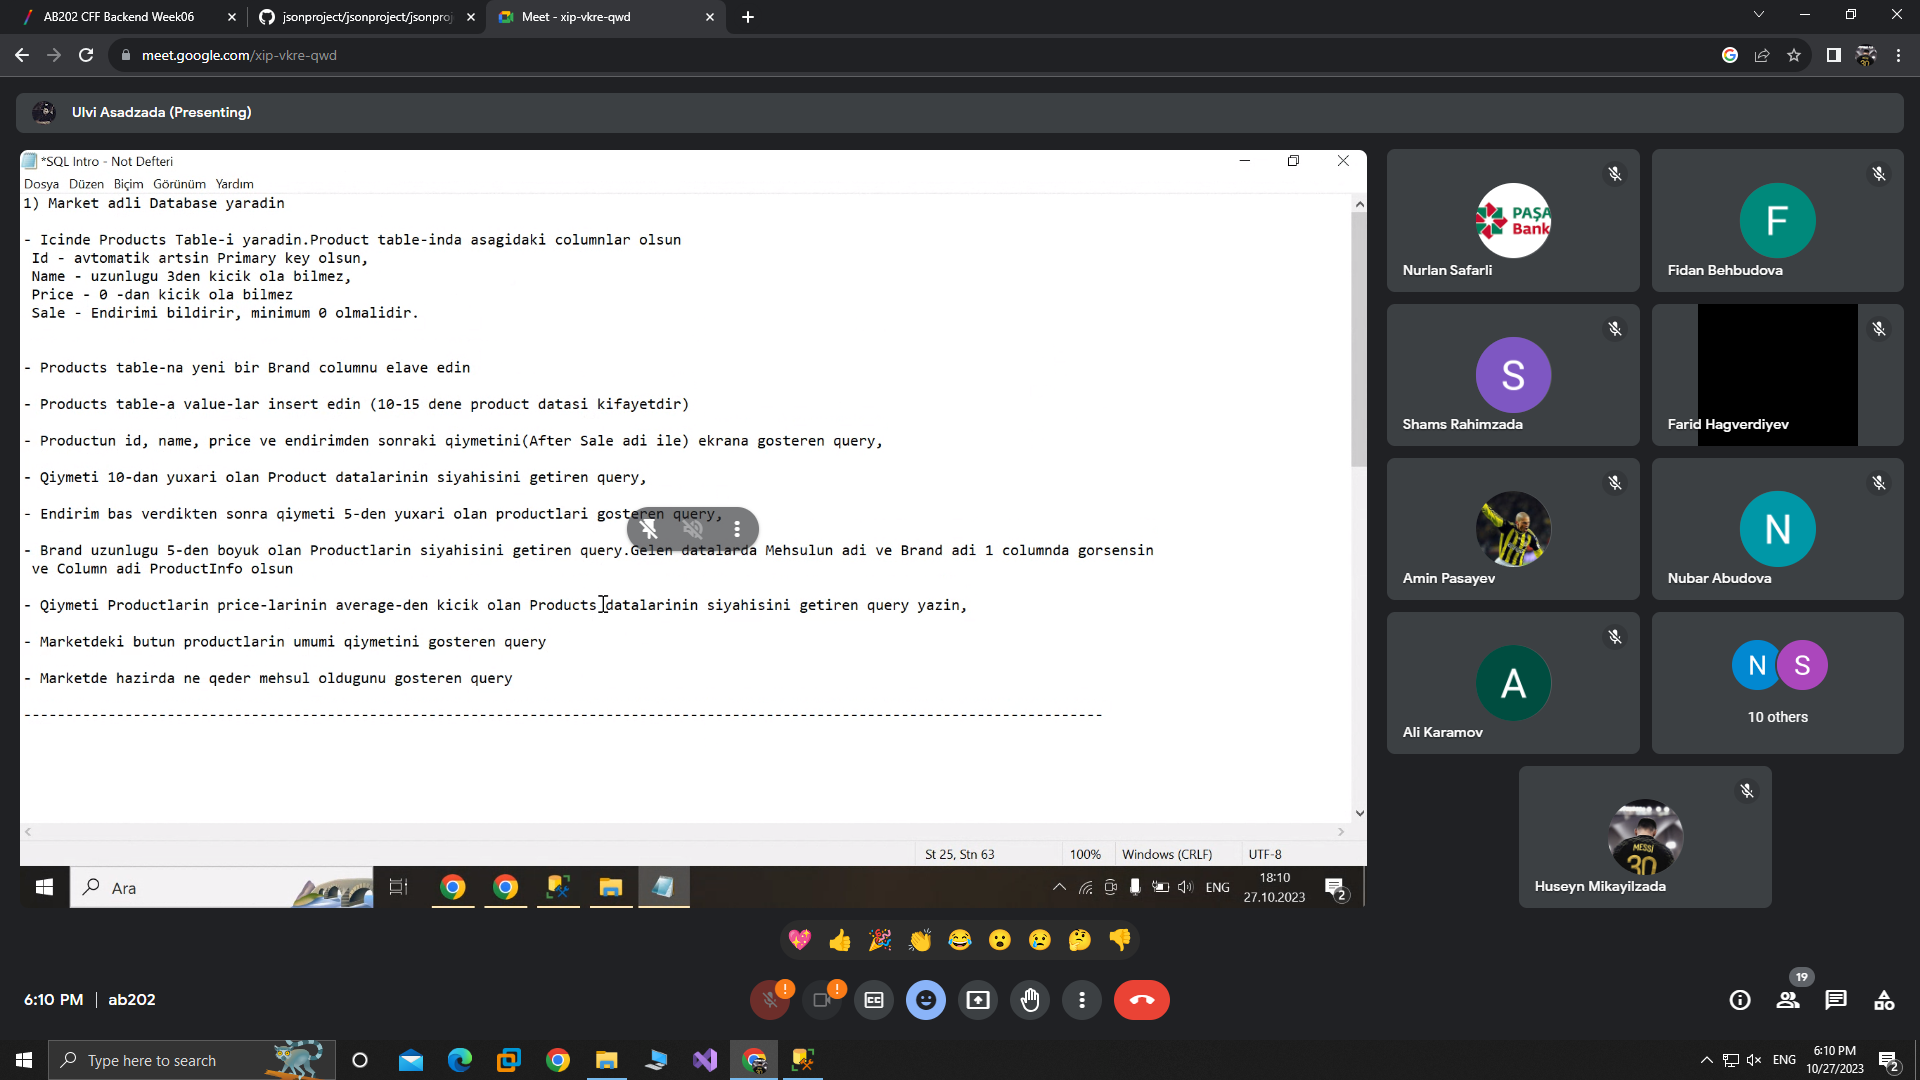 AB202 CFF Backend Week06
jsonproject/jsonproject/jsonproj
Meet - xip-vkre-qwd
meet.google.com/xip-vkre-qwd
Ulvi Asadzada (Presenting)
*SQL Intro - Not Defteri
Dosya Düzen Biçim Görünüm Yardım
1) Market adli Database yaradin
- Icinde Products Table-i yaradin.Product table-inda asagidaki columnlar olsun
Id - avtomatik artsin Primary key olsun,
Name - uzunlugu 3den kicik ola bilmez,
Price - 0 -dan kicik ola bilmez
Sale - Endirimi bildirir, minimum 0 olmalidir.
- Products table-na yeni bir Brand columnu elave edin
- Products table-a value-lar insert edin (10-15 dene product datasi kifayetdir)
- Productun id, name, price ve endirimden sonraki qiymetini(After Sale adi ile) ekrana gosteren query,
- Qiymeti 10-dan yuxari olan Product datalarinin siyahisini getiren query,
- Endirim bas verdikten sonra qiymeti 5-den yuxari olan productlari gosteren query,
- Brand uzunlugu 5-den boyuk olan Productlarin siyahisini getiren query.Gelen datalarda Mehsulun adi ve Brand adi 1 columnda gorsensin
ve Column adi ProductInfo olsun
- Qiymeti Productlarin price-larinin average-den kicik olan Products datalarinin siyahisini getiren query yazin,
- Marketdeki butun productlarin umumi qiymetini gosteren query
- Marketde hazirda ne qeder mehsul oldugunu gosteren query
--------------------------------------------------------------------------------------------------------------------------------
St 25, Stn 63
100%
Windows (CRLF)
UTF-8
Ara
ENG
18:10
27.10.2023
2
PAŞA
Bank
Nurlan Safarli
F
Fidan Behbudova
S
Shams Rahimzada
Farid Hagverdiyev
Amin Pasayev
N
Nubar Abudova
A
Ali Karamov
N S
10 others
MESSI
30
Huseyn Mikayilzada
6:10 PM | ab202
19
Type here to search
ENG
6:10 PM
10/27/2023
2